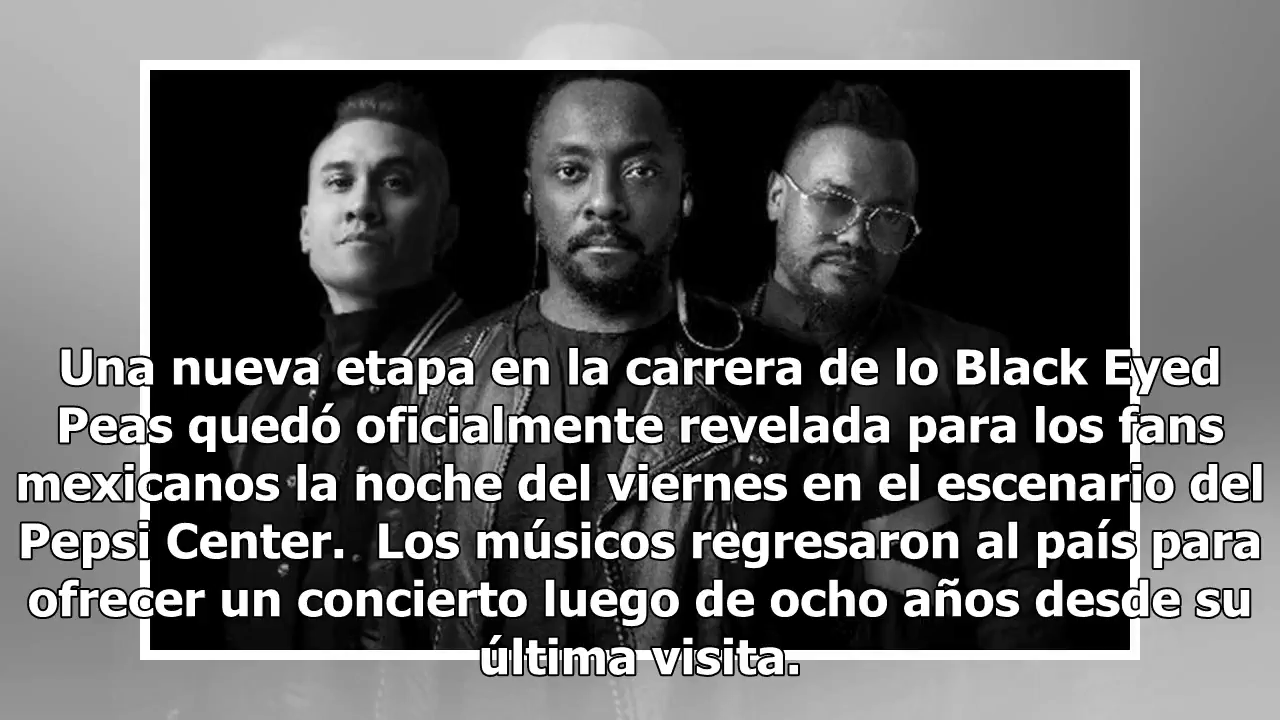 Una nueva etapa en la carrera de lo Black Eyed
Peas quedó oficialmente revelada para los fans
mexicanos la noche del viernes en el escenario del
Pepsi Center.  Los músicos regresaron al país para
ofrecer un concierto luego de ocho años desde su
última visita.